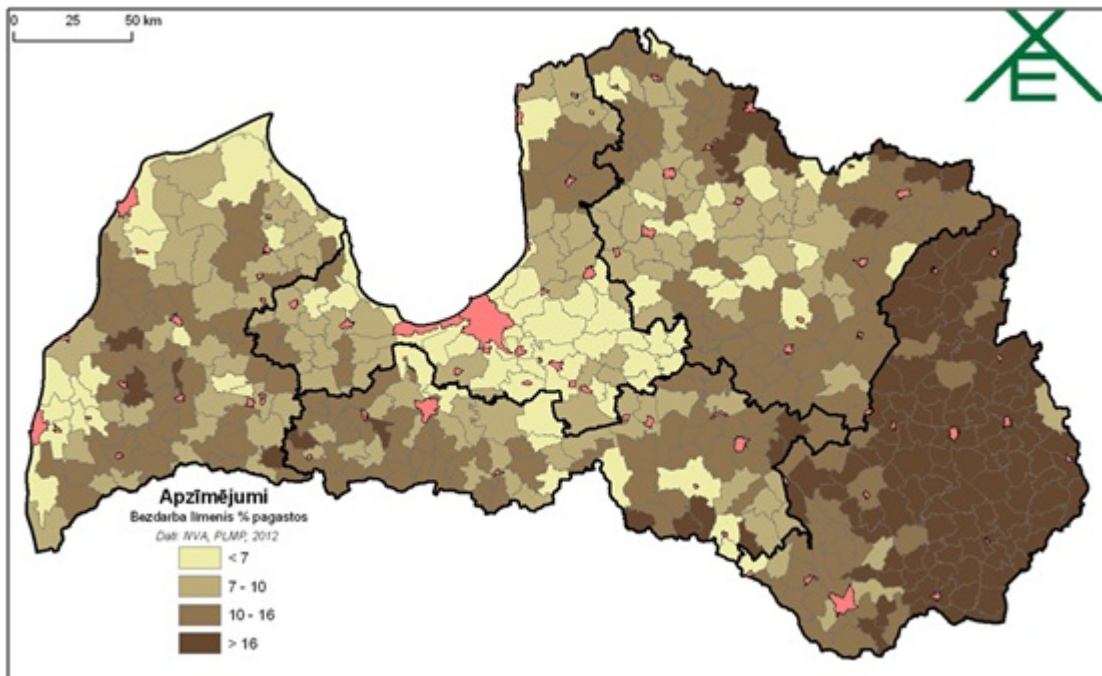 0 25 50 km
E
Apzīmējumi
Bezdarba līmenis % pagastos
Dati: NVA, PLMP, 2012
< 7
7 - 10
10 - 16
> 16